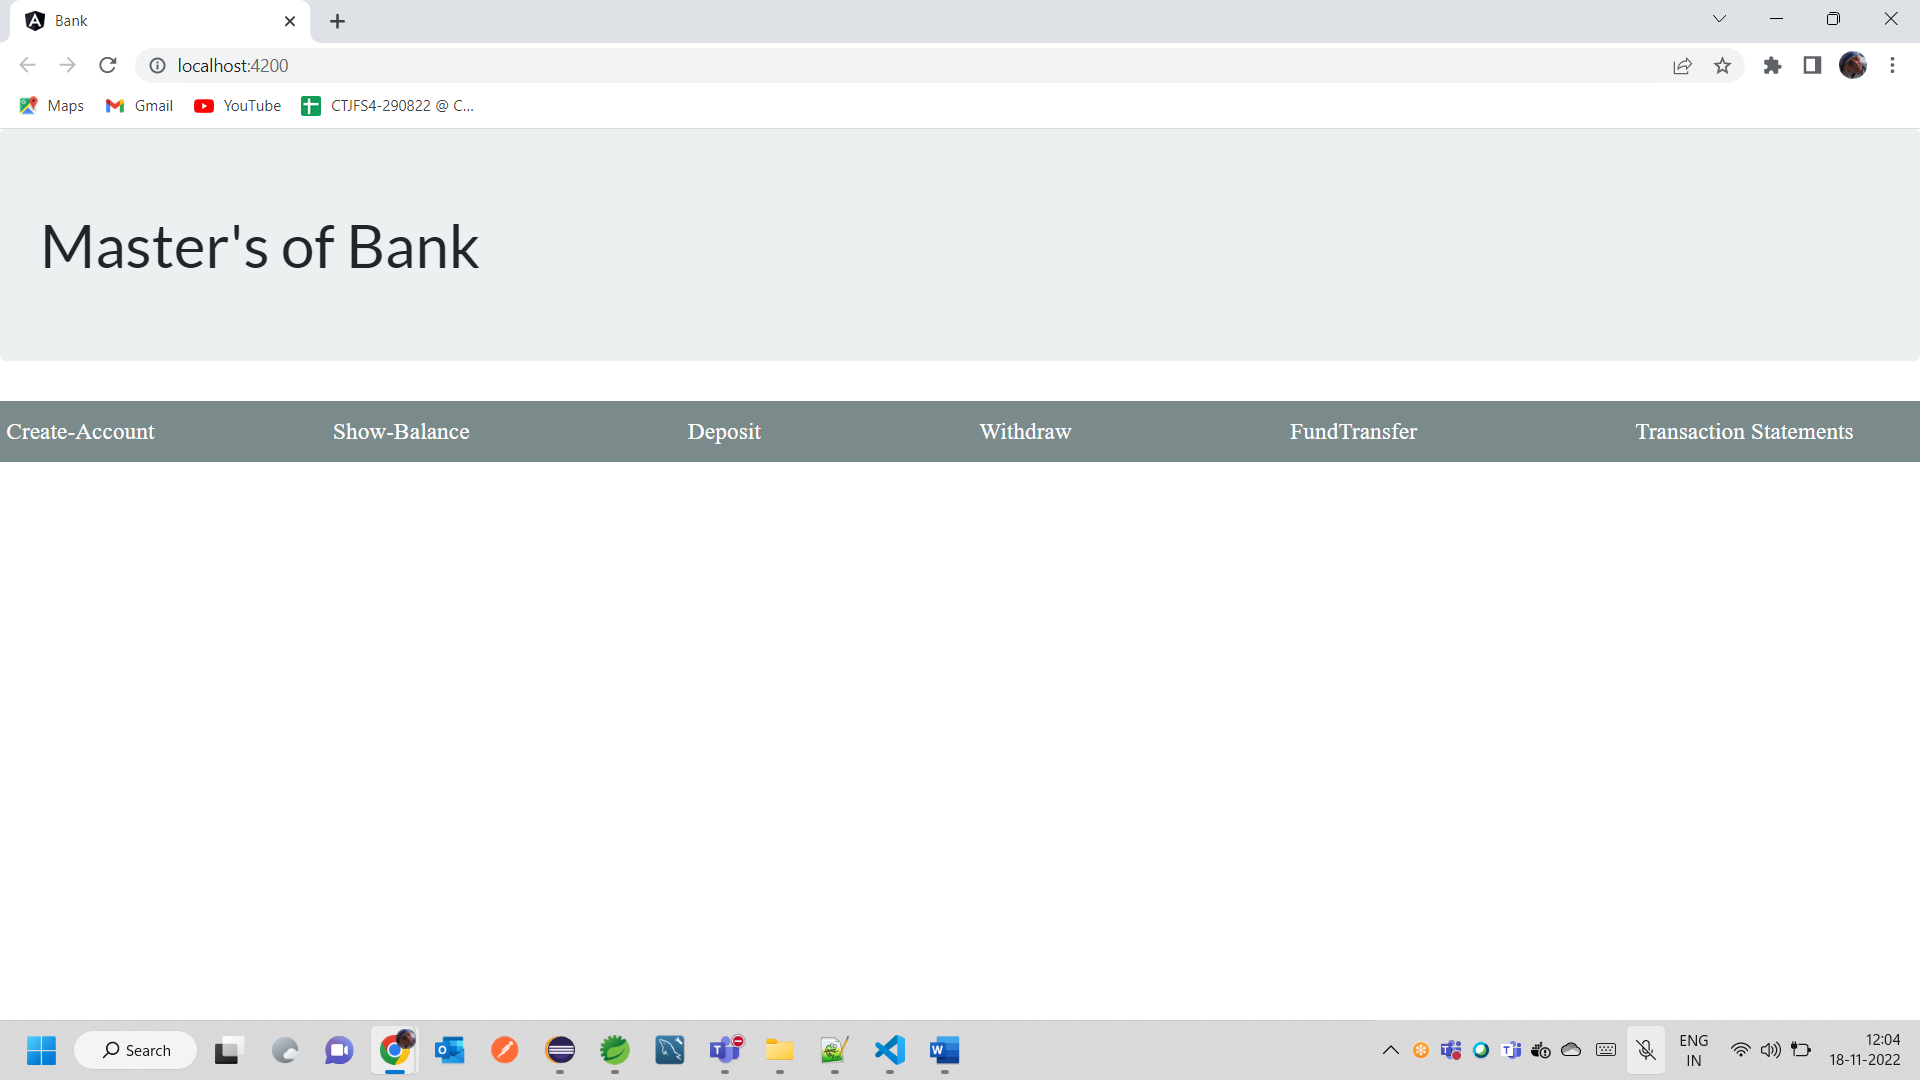 Bank
localhost:4200
Maps Gmail YouTube CTJFS4-290822 @ C...
Master's of Bank
Create-Account Show-Balance Deposit Withdraw FundTransfer Transaction Statements
Search
ENG
IN
12:04
18-11-2022